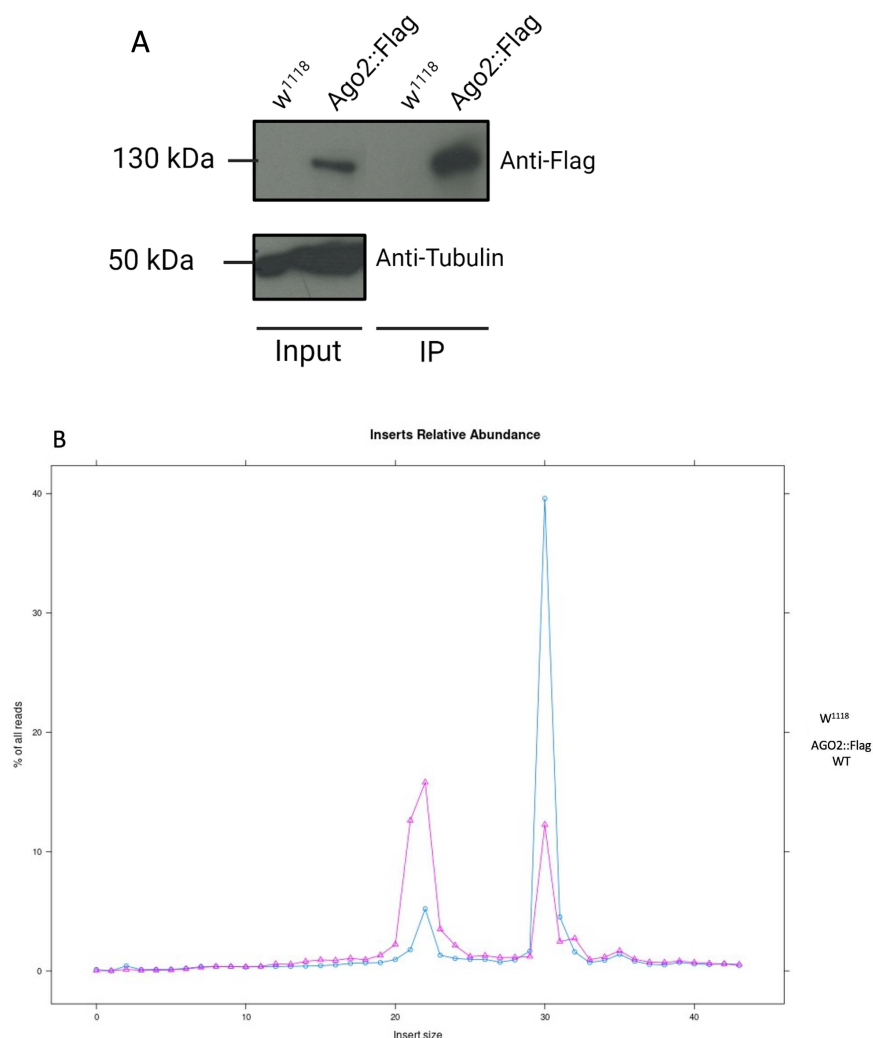 A
w¹¹¹⁸ Ago2::Flag w¹¹¹⁸ Ago2::Flag
130 kDa Anti-Flag
50 kDa Anti-Tubulin
Input IP
B
Inserts Relative Abundance
40
30
20
10
0
% of all reads
0 10 20 30 40
Insert size
W¹¹¹⁸
AGO2::Flag
WT